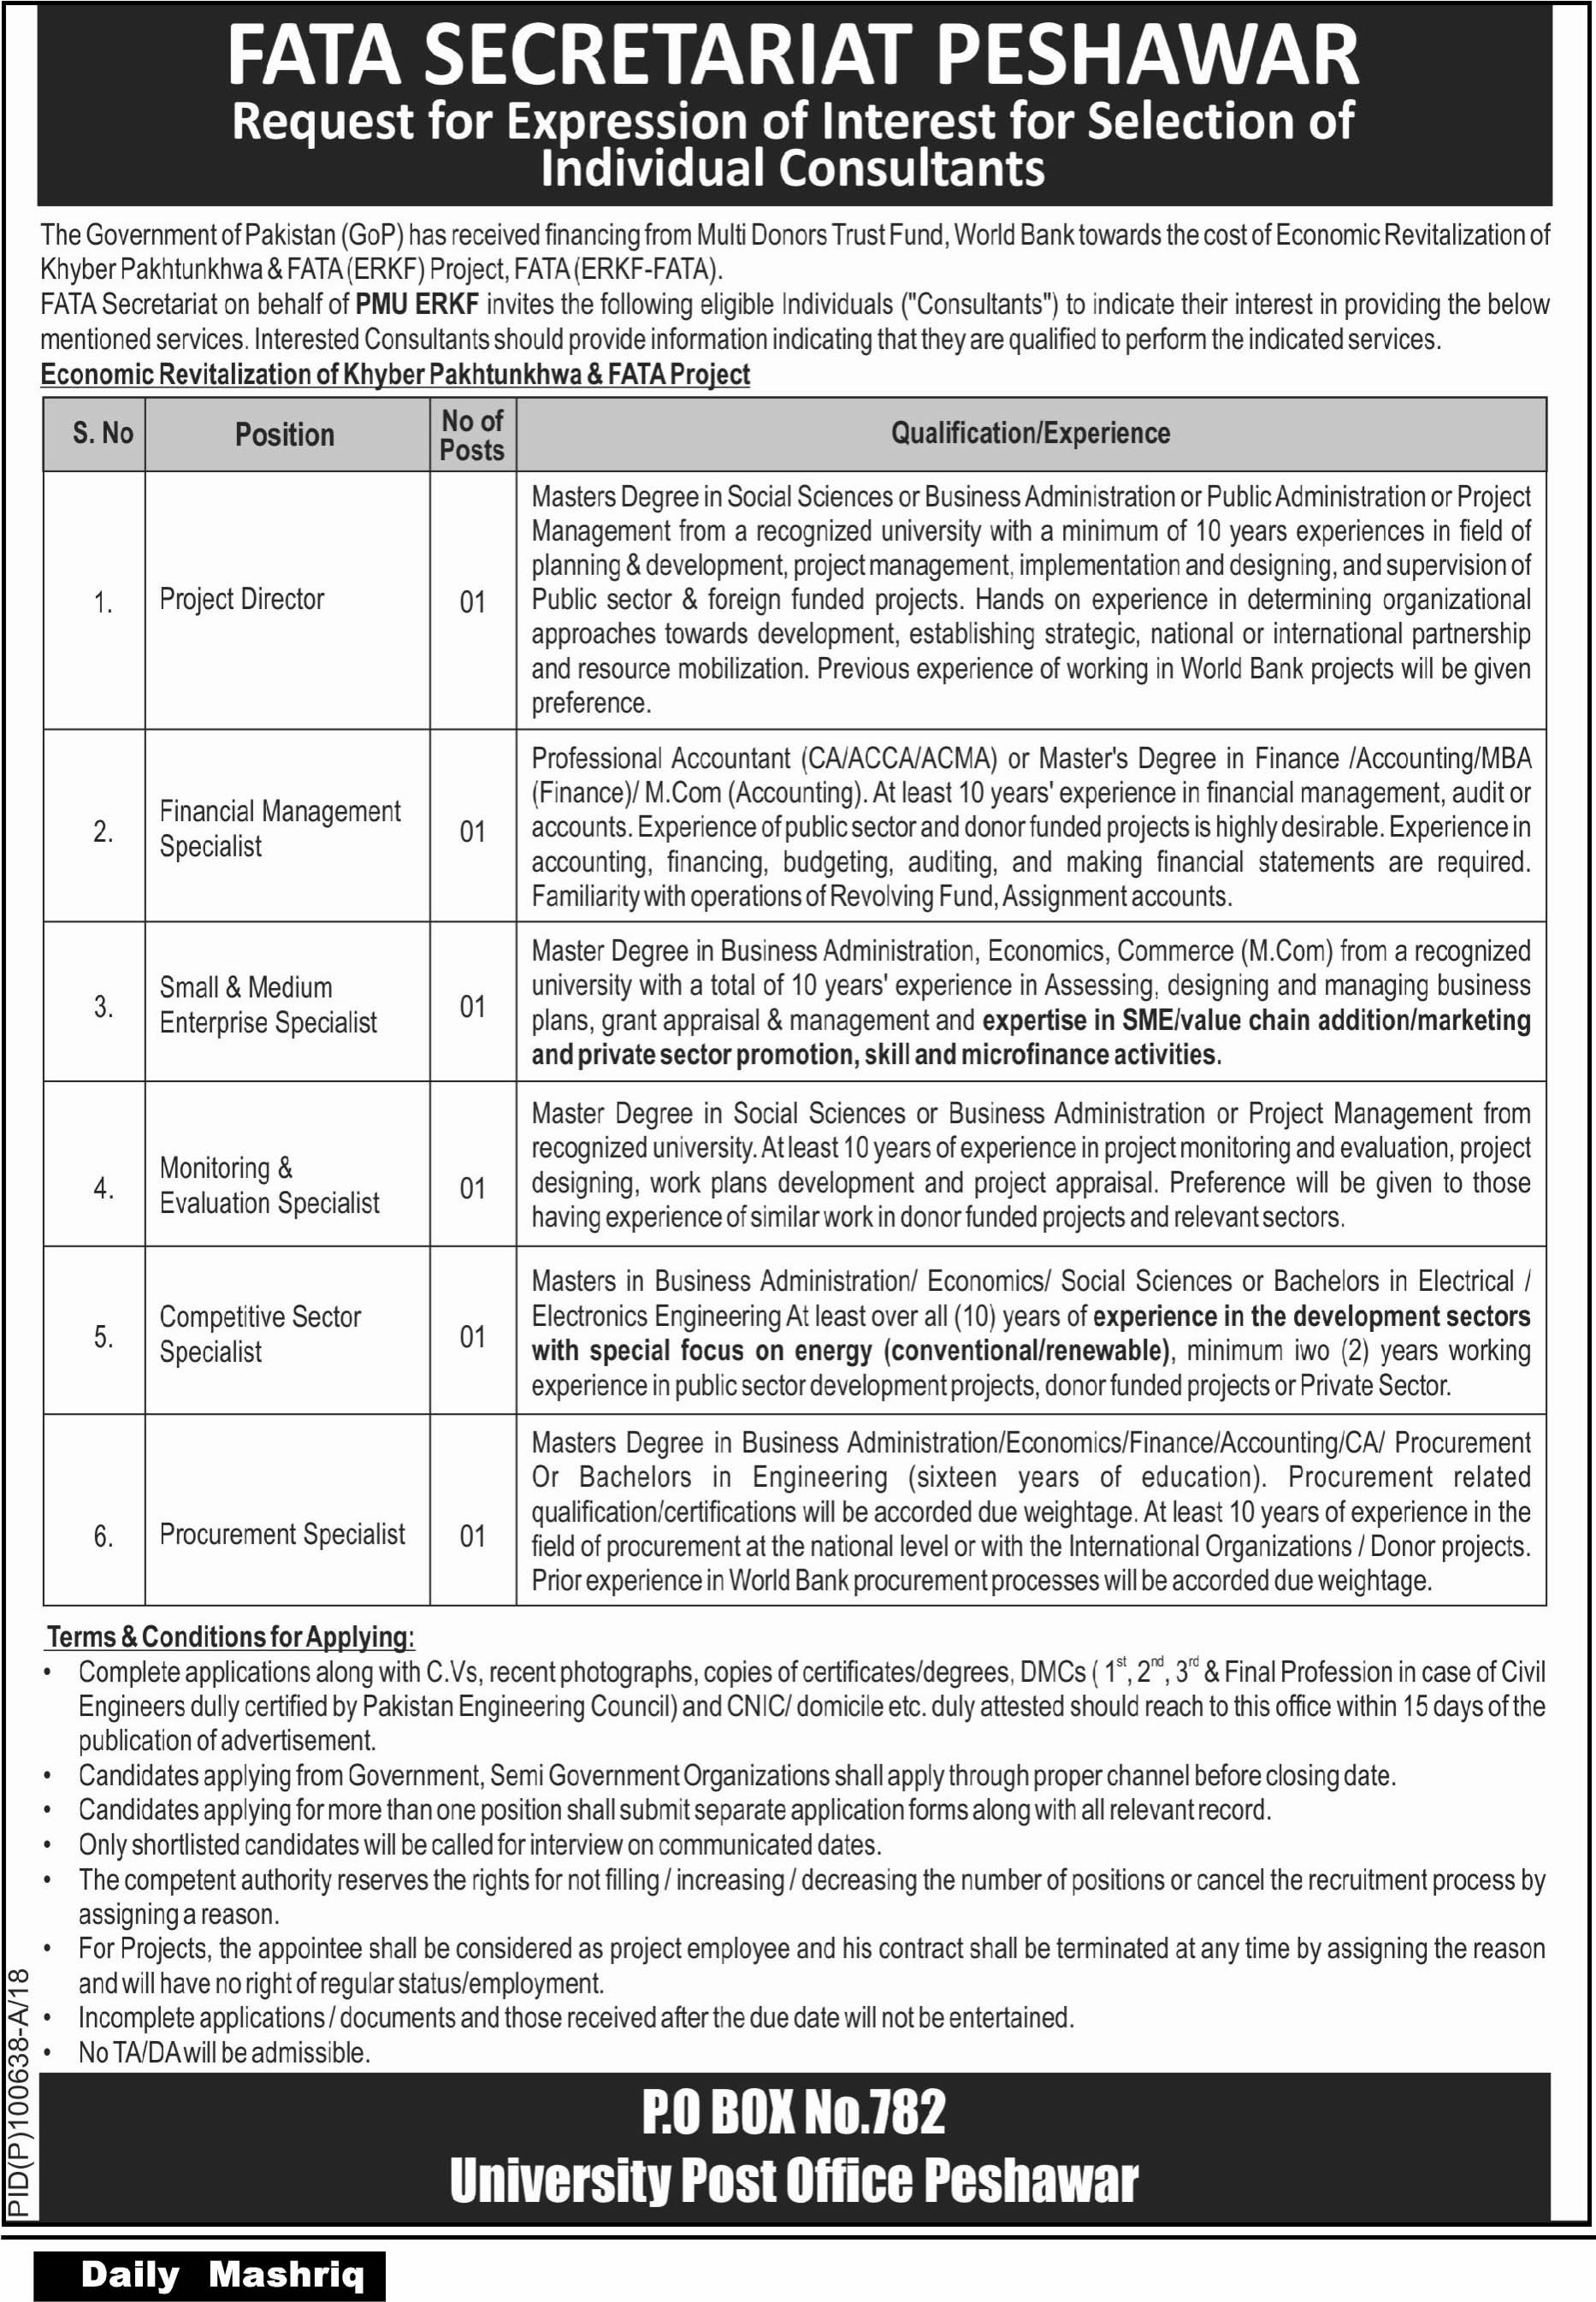 FATA SECRETARIAT PESHAWAR
Request for Expression of Interest for Selection of
Individual Consultants
The Government of Pakistan (GoP) has received financing from Multi Donors Trust Fund, World Bank towards the cost of Economic Revitalization of
Khyber Pakhtunkhwa & FATA (ERKF) Project, FATA (ERKF-FATA).
FATA Secretariat on behalf of PMU ERKF invites the following eligible Individuals ("Consultants") to indicate their interest in providing the below
mentioned services. Interested Consultants should provide information indicating that they are qualified to perform the indicated services.
Economic Revitalization of Khyber Pakhtunkhwa & FATA Project
S. No Position No of Posts Qualification/Experience
1. Project Director 01
Masters Degree in Social Sciences or Business Administration or Public Administration or Project
Management from a recognized university with a minimum of 10 years experiences in field of
planning & development, project management, implementation and designing, and supervision of
Public sector & foreign funded projects. Hands on experience in determining organizational
approaches towards development, establishing strategic, national or international partnership
and resource mobilization. Previous experience of working in World Bank projects will be given
preference.
2. Financial Management
Specialist
01
Professional Accountant (CA/ACCA/ACMA) or Master's Degree in Finance /Accounting/MBA
(Finance)/ M.Com (Accounting). At least 10 years' experience in financial management, audit or
accounts. Experience of public sector and donor funded projects is highly desirable. Experience in
accounting, financing, budgeting, auditing, and making financial statements are required.
Familiarity with operations of Revolving Fund, Assignment accounts.
3. Small & Medium
Enterprise Specialist
01
Master Degree in Business Administration, Economics, Commerce (M.Com) from a recognized
university with a total of 10 years' experience in Assessing, designing and managing business
plans, grant appraisal & management and expertise in SME/value chain addition/marketing
and private sector promotion, skill and microfinance activities.
4. Monitoring &
Evaluation Specialist
01
Master Degree in Social Sciences or Business Administration or Project Management from
recognized university. At least 10 years of experience in project monitoring and evaluation, project
designing, work plans development and project appraisal. Preference will be given to those
having experience of similar work in donor funded projects and relevant sectors.
5. Competitive Sector
Specialist
01
Masters in Business Administration/ Economics/ Social Sciences or Bachelors in Electrical /
Electronics Engineering At least over all (10) years of experience in the development sectors
with special focus on energy (conventional/renewable), minimum iwo (2) years working
experience in public sector development projects, donor funded projects or Private Sector.
6. Procurement Specialist 01
Masters Degree in Business Administration/Economics/Finance/Accounting/CA/ Procurement
Or Bachelors in Engineering (sixteen years of education). Procurement related
qualification/certifications will be accorded due weightage. At least 10 years of experience in the
field of procurement at the national level or with the International Organizations / Donor projects.
Prior experience in World Bank procurement processes will be accorded due weightage.
Terms & Conditions for Applying:
• Complete applications along with C.Vs, recent photographs, copies of certificates/degrees, DMCs ( 1st, 2nd, 3rd & Final Profession in case of Civil
Engineers dully certified by Pakistan Engineering Council) and CNIC/ domicile etc. duly attested should reach to this office within 15 days of the
publication of advertisement.
• Candidates applying from Government, Semi Government Organizations shall apply through proper channel before closing date.
• Candidates applying for more than one position shall submit separate application forms along with all relevant record.
• Only shortlisted candidates will be called for interview on communicated dates.
• The competent authority reserves the rights for not filling / increasing / decreasing the number of positions or cancel the recruitment process by
assigning a reason.
• For Projects, the appointee shall be considered as project employee and his contract shall be terminated at any time by assigning the reason
and will have no right of regular status/employment.
• Incomplete applications / documents and those received after the due date will not be entertained.
• No TA/DA will be admissible.
PID(P)100638-A/18
P.O BOX No.782
University Post Office Peshawar
Daily Mashriq